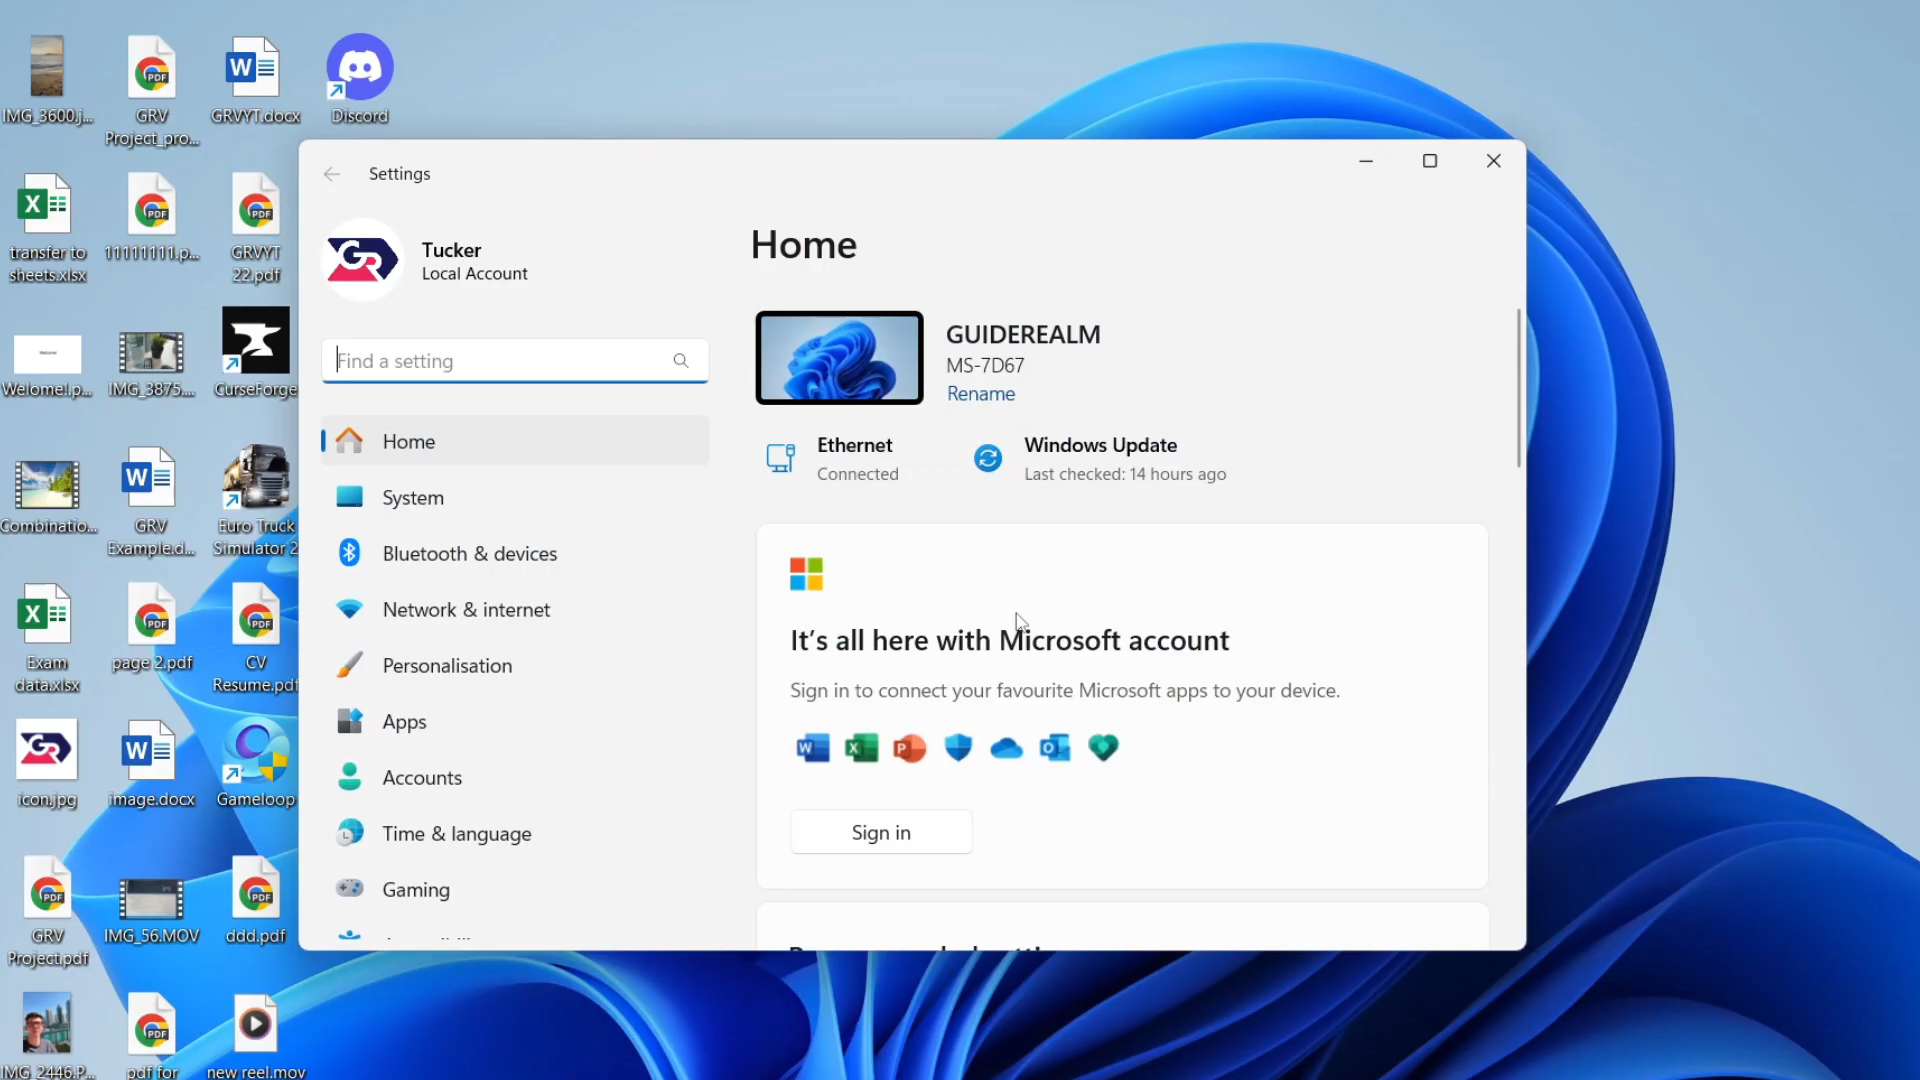 IMG_3600.j...
GRV
Project_pro...
GRVYT.docx
Discord
transfer to
sheets.xlsx
11111111.p...
GRVYT
22.pdf
Welome!.p...
IMG_3875....
CurseForge
Combinatio...
GRV
Example.d...
Euro Truck
Simulator 2
Exam
data.xlsx
page 2.pdf
CV
Resume.pdf
icon.jpg
image.docx
Gameloop
GRV
Project.pdf
IMG_56.MOV
ddd.pdf
IMG_2446.P...
pdf for
new reel.mov
Settings
Tucker
Local Account
Find a setting
Home
System
Bluetooth & devices
Network & internet
Personalisation
Apps
Accounts
Time & language
Gaming
Home
GUIDEREALM
MS-7D67
Rename
Ethernet
Connected
Windows Update
Last checked: 14 hours ago
It's all here with Microsoft account
Sign in to connect your favourite Microsoft apps to your device.
Sign in